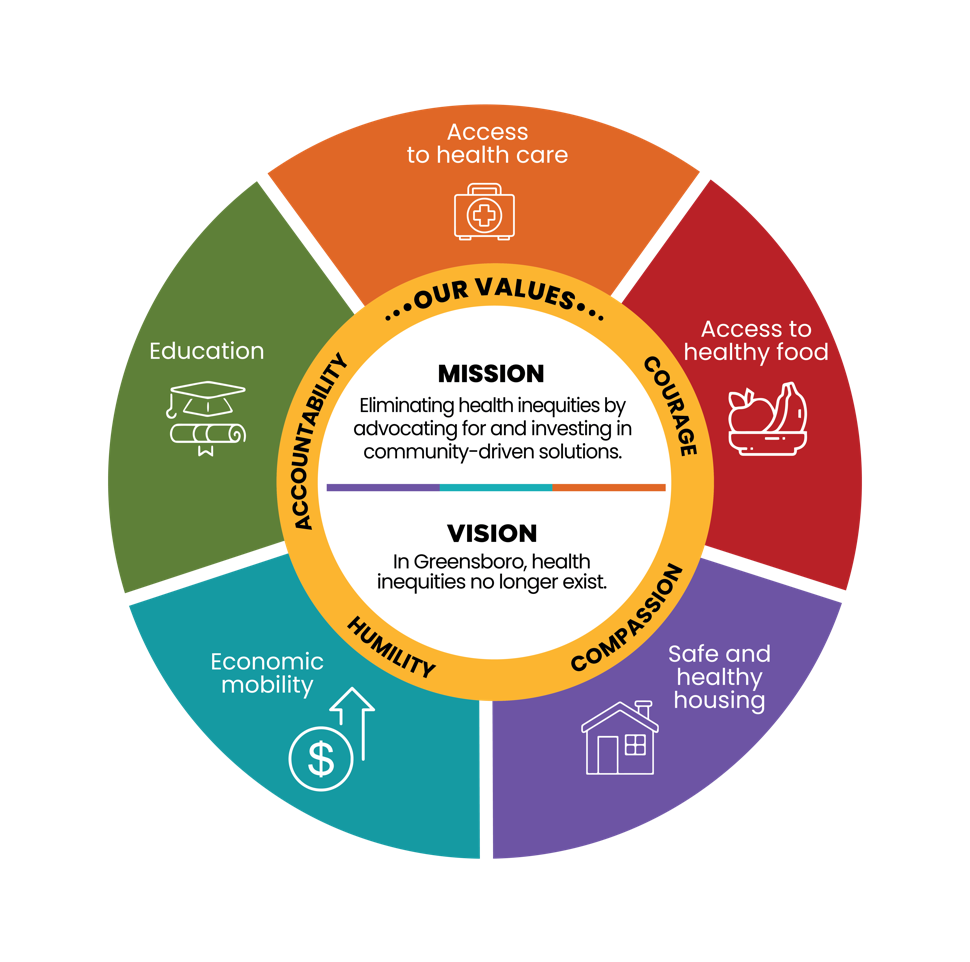 Access
to health care
Access to
healthy food
Safe and
healthy
housing
Economic
mobility
$
Education
...OUR VALUES...
COURAGE
COMPASSION
HUMILITY
ACCOUNTABILITY
MISSION
Eliminating health inequities by
advocating for and investing in
community-driven solutions.
VISION
In Greensboro, health
inequities no longer exist.